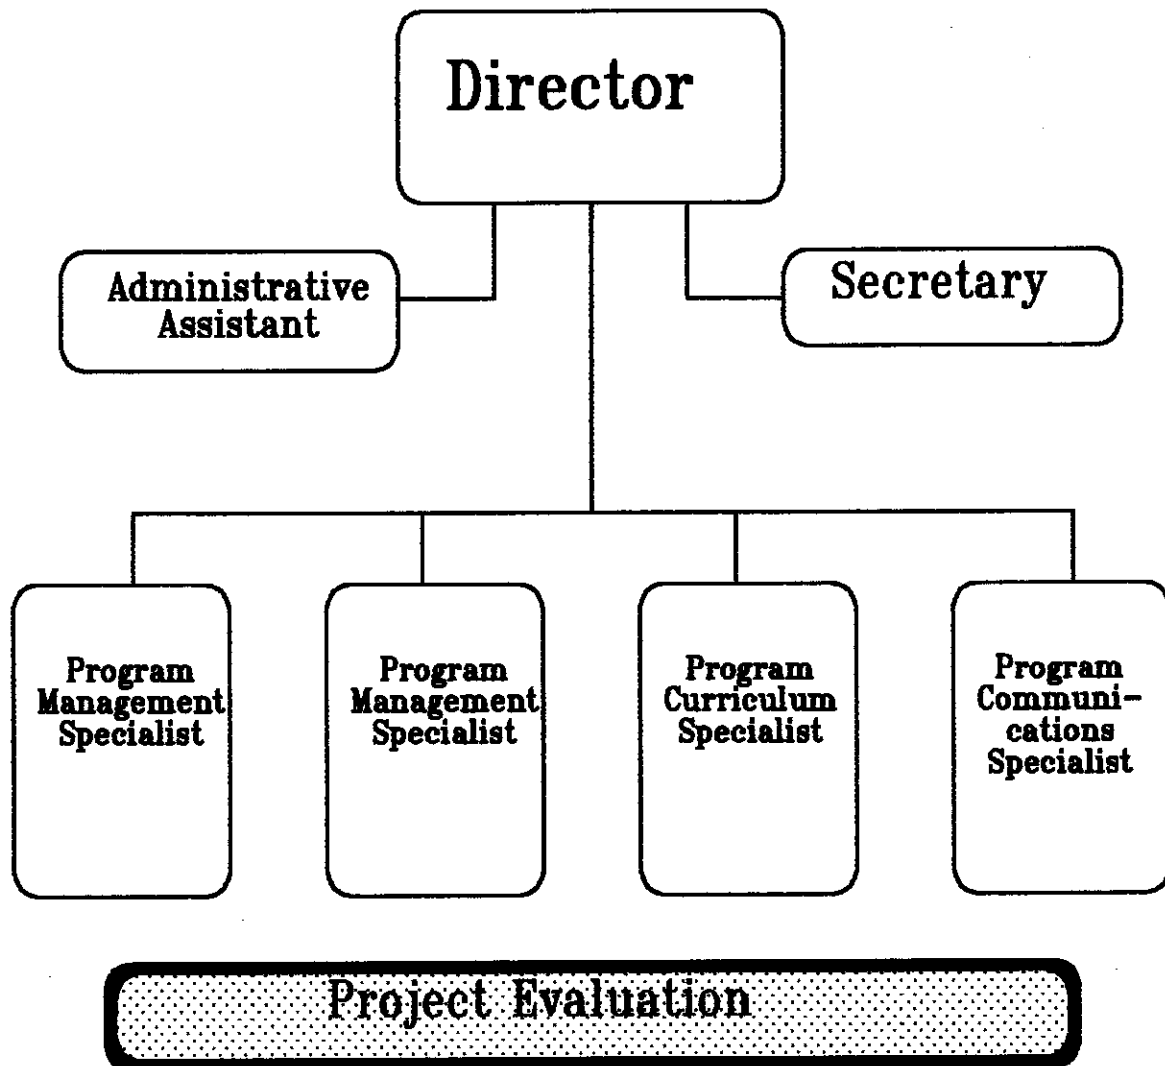 Director
Administrative
Assistant
Secretary
Program
Management
Specialist
Program
Management
Specialist
Program
Curriculum
Specialist
Program
Communi-
cations
Specialist
Project Evaluation